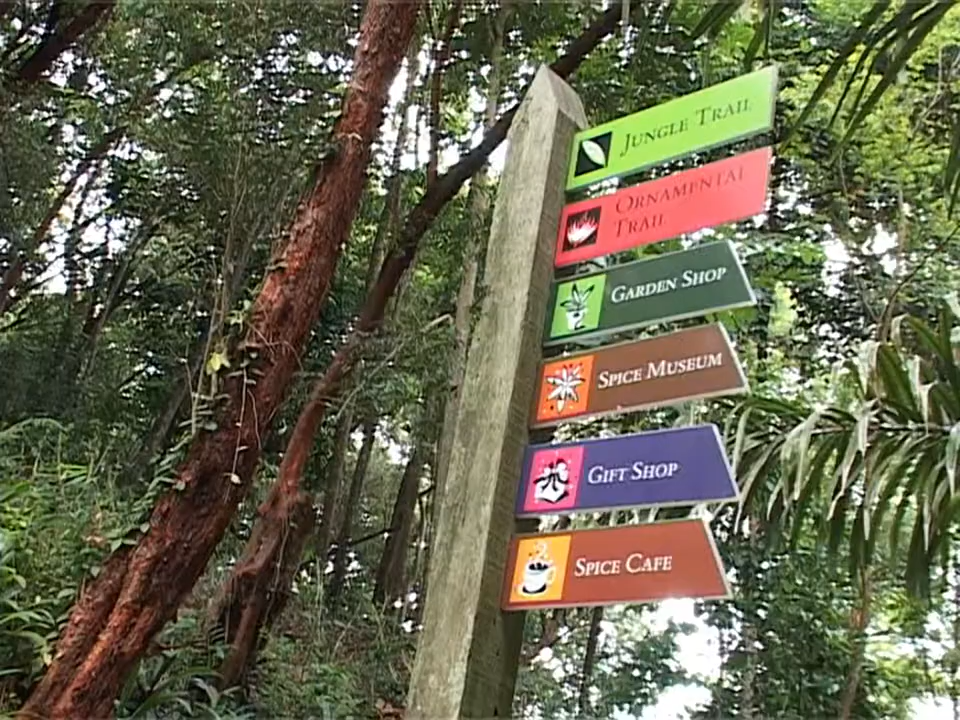 JUNGLE TRAIL
ORNAMENTAL
TRAIL
GARDEN SHOP
SPICE MUSEUM
GIFT SHOP
SPICE CAFE